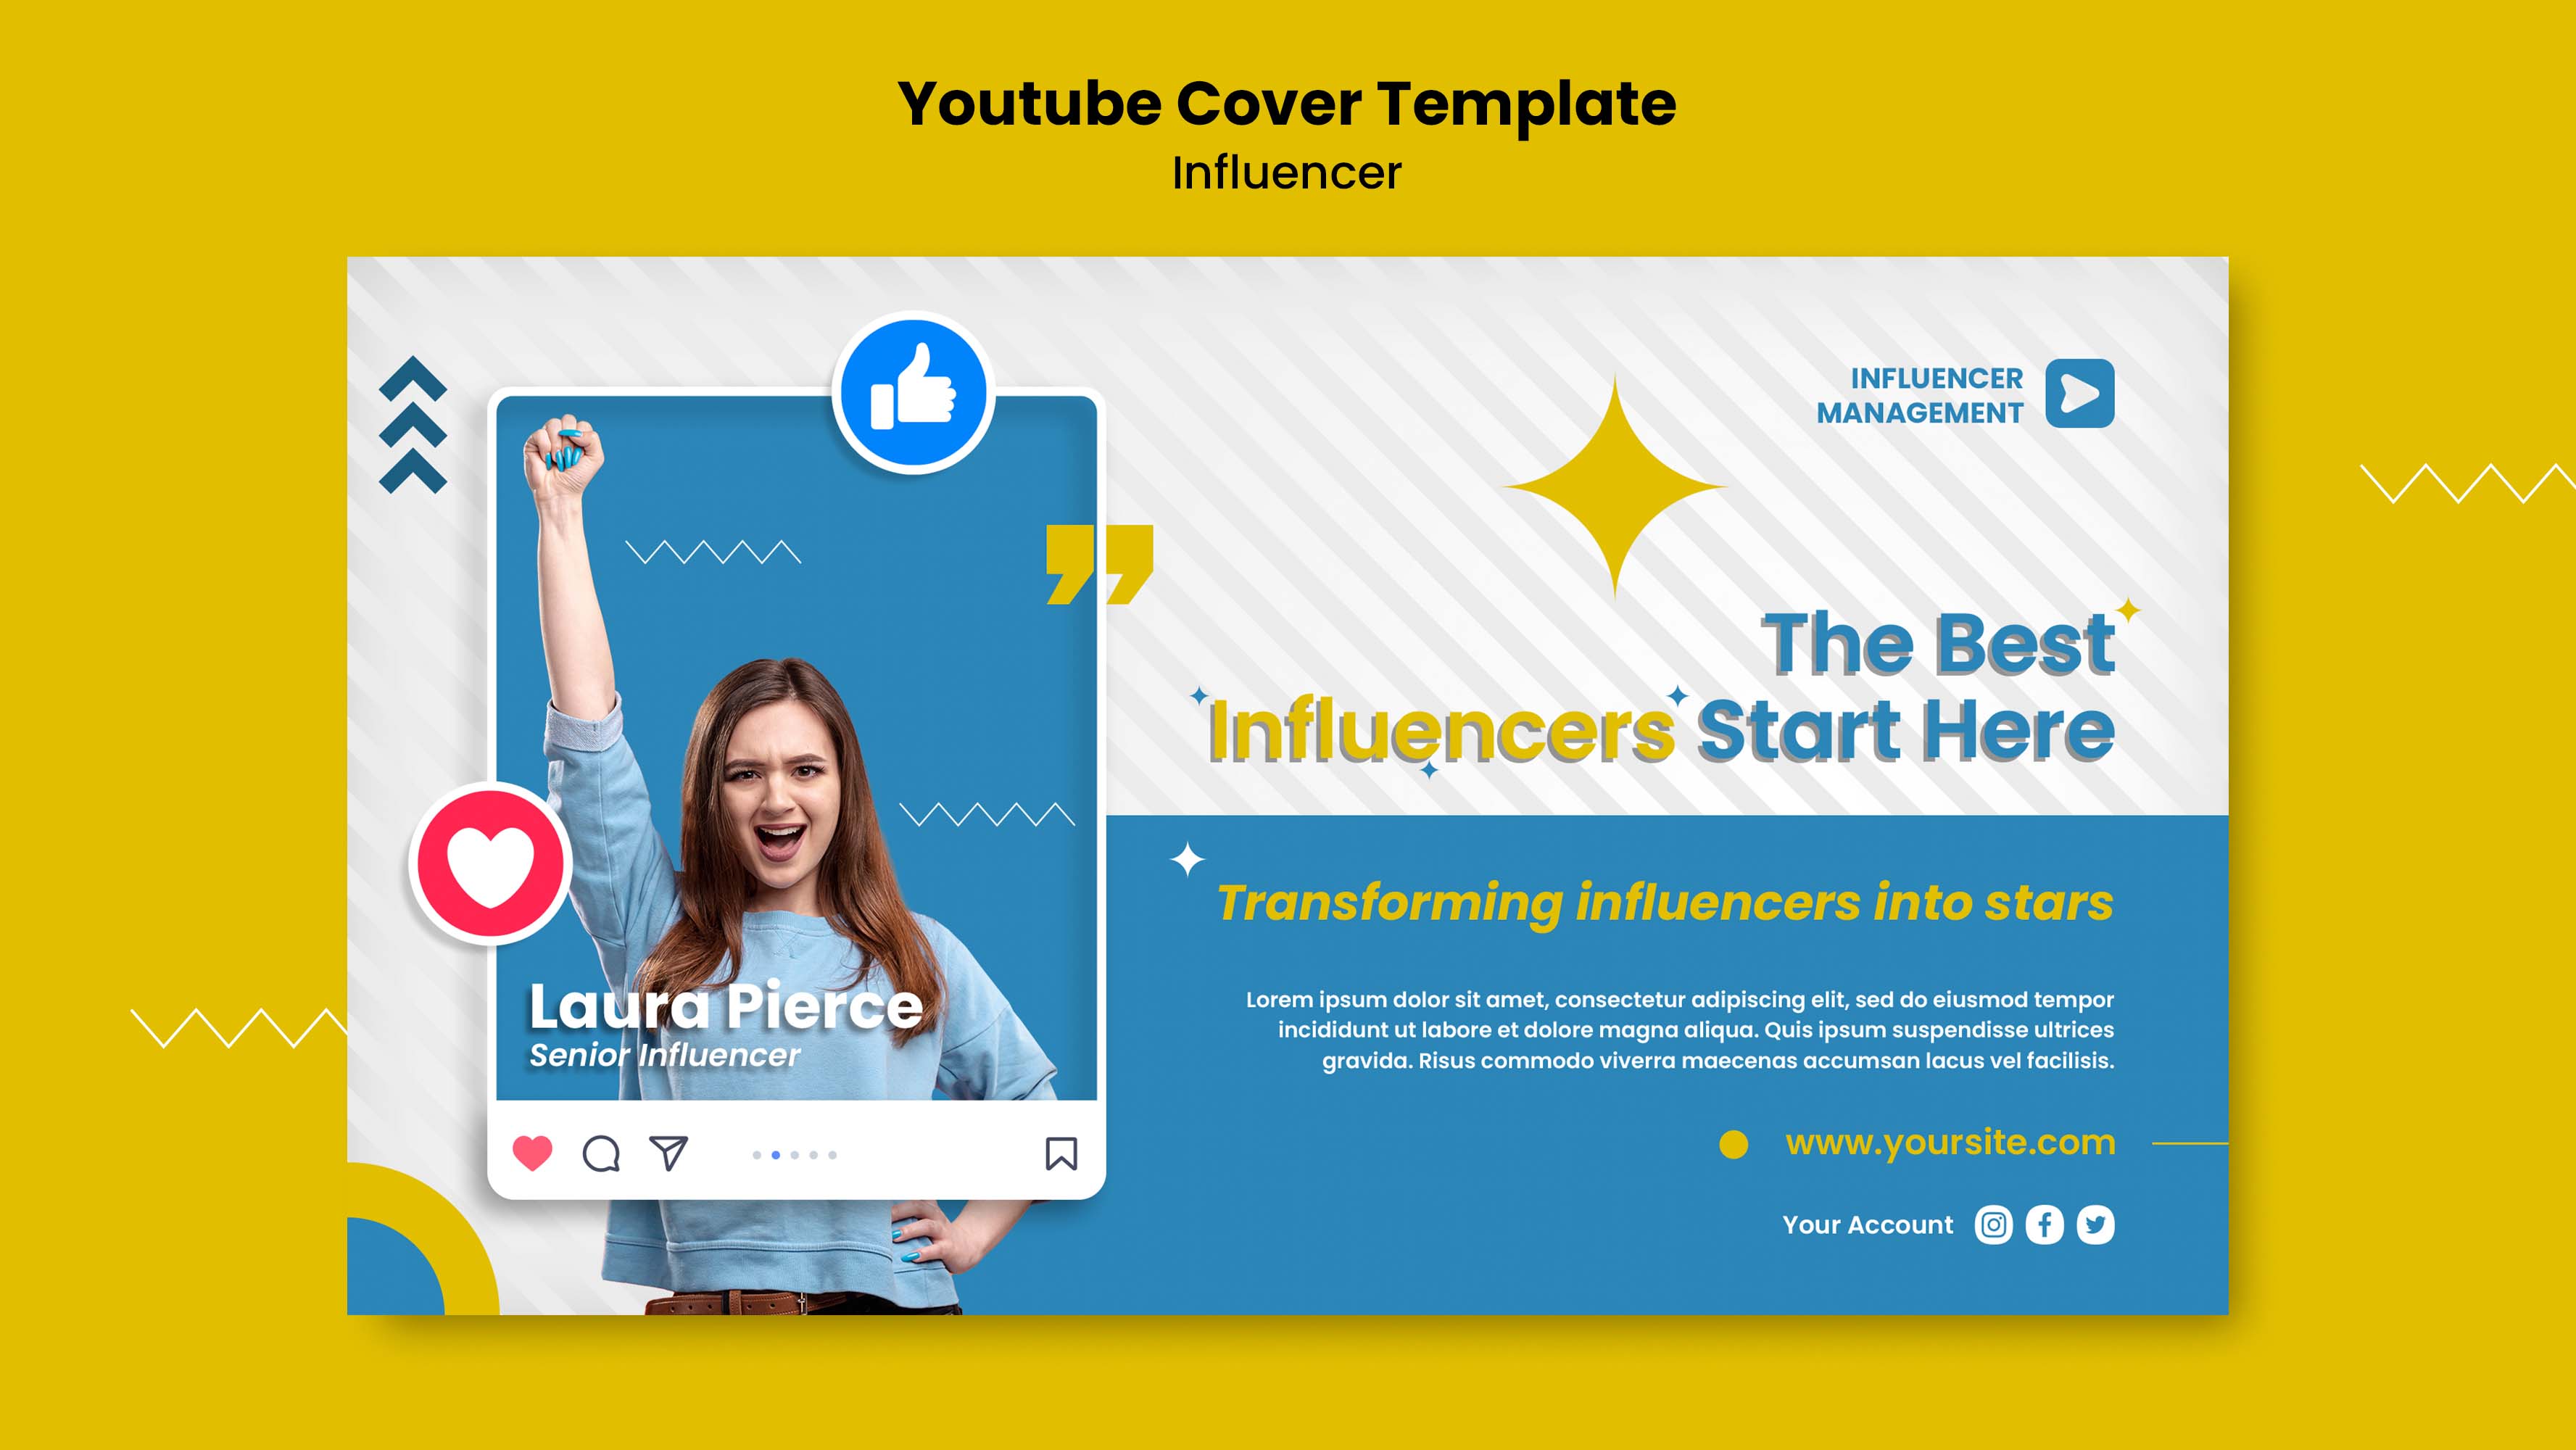 Youtube Cover Template
Influencer
INFLUENCER
MANAGEMENT
The Best
Influencers Start Here
Transforming influencers into stars
Lorem ipsum dolor sit amet, consectetur adipiscing elit, sed do eiusmod tempor
incididunt ut labore et dolore magna aliqua. Quis ipsum suspendisse ultrices
gravida. Risus commodo viverra maecenas accumsan lacus vel facilisis.
www.yoursite.com
Your Account
Laura Pierce
Senior Influencer